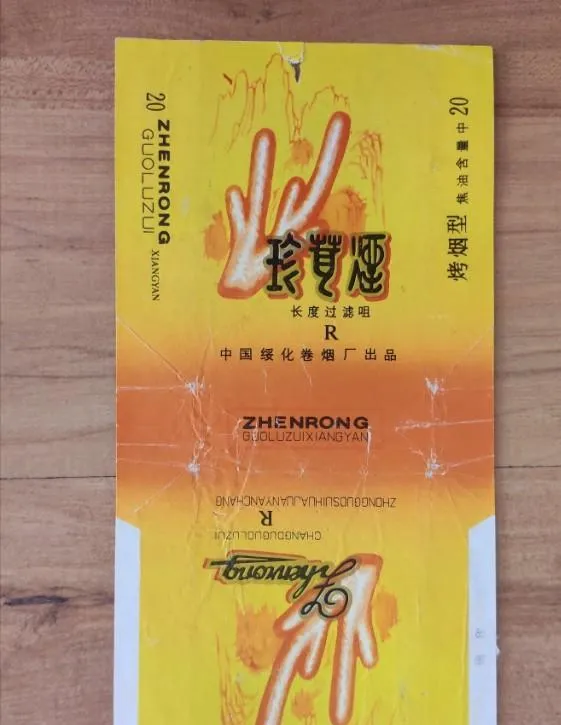 20 ZHENRONG
GUOLUZUI XIANGYAN
烤烟型 焦油含量中 20
珍茸煙
长度过滤咀
R
中国绥化卷烟厂出品
ZHENRONG
GUOLUZUIXIANGYAN
ZHONGGUOSUIHUAJUANYANCHANG
R
CHANGDUGUOLUZUI
Zhenrong